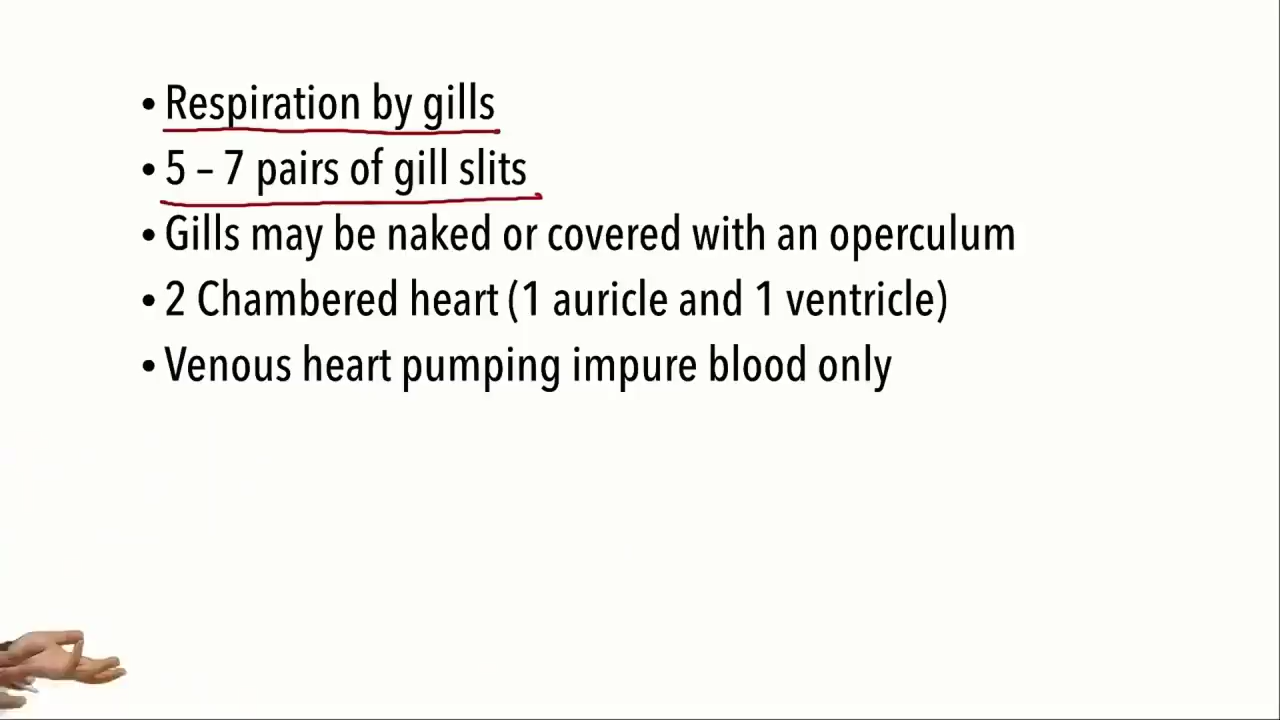 • Respiration by gills
• 5 – 7 pairs of gill slits
• Gills may be naked or covered with an operculum
• 2 Chambered heart (1 auricle and 1 ventricle)
• Venous heart pumping impure blood only